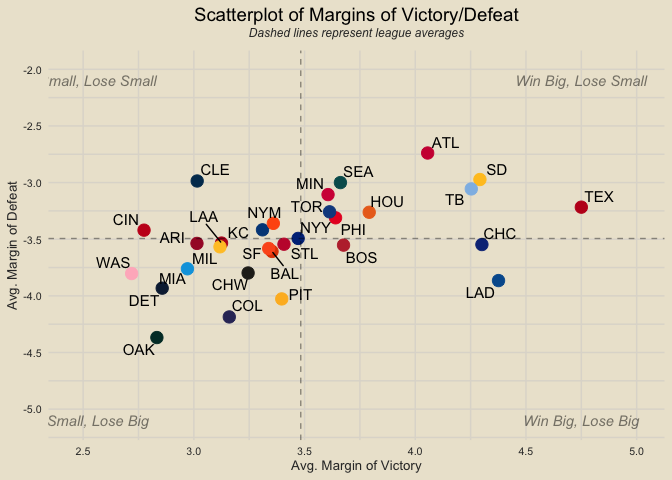 Scatterplot of Margins of Victory/Defeat
Dashed lines represent league averages
-2.0
mall, Lose Small
Win Big, Lose Small
-2.5
ATL
CLE
SEA
SD
-3.0
MIN
TB
TEX
LAA
NYM
TOR
HOU
CIN
KC
NYY
PHI
CHC
ARI
-3.5
SF
STL
BOS
WAS
MIL
MIA
BAL
CHW
LAD
DET
COL
PIT
-4.0
OAK
-4.5
Small, Lose Big
Win Big, Lose Big
-5.0
2.5
3.0
3.5
4.0
4.5
5.0
Avg. Margin of Victory
Avg. Margin of Defeat